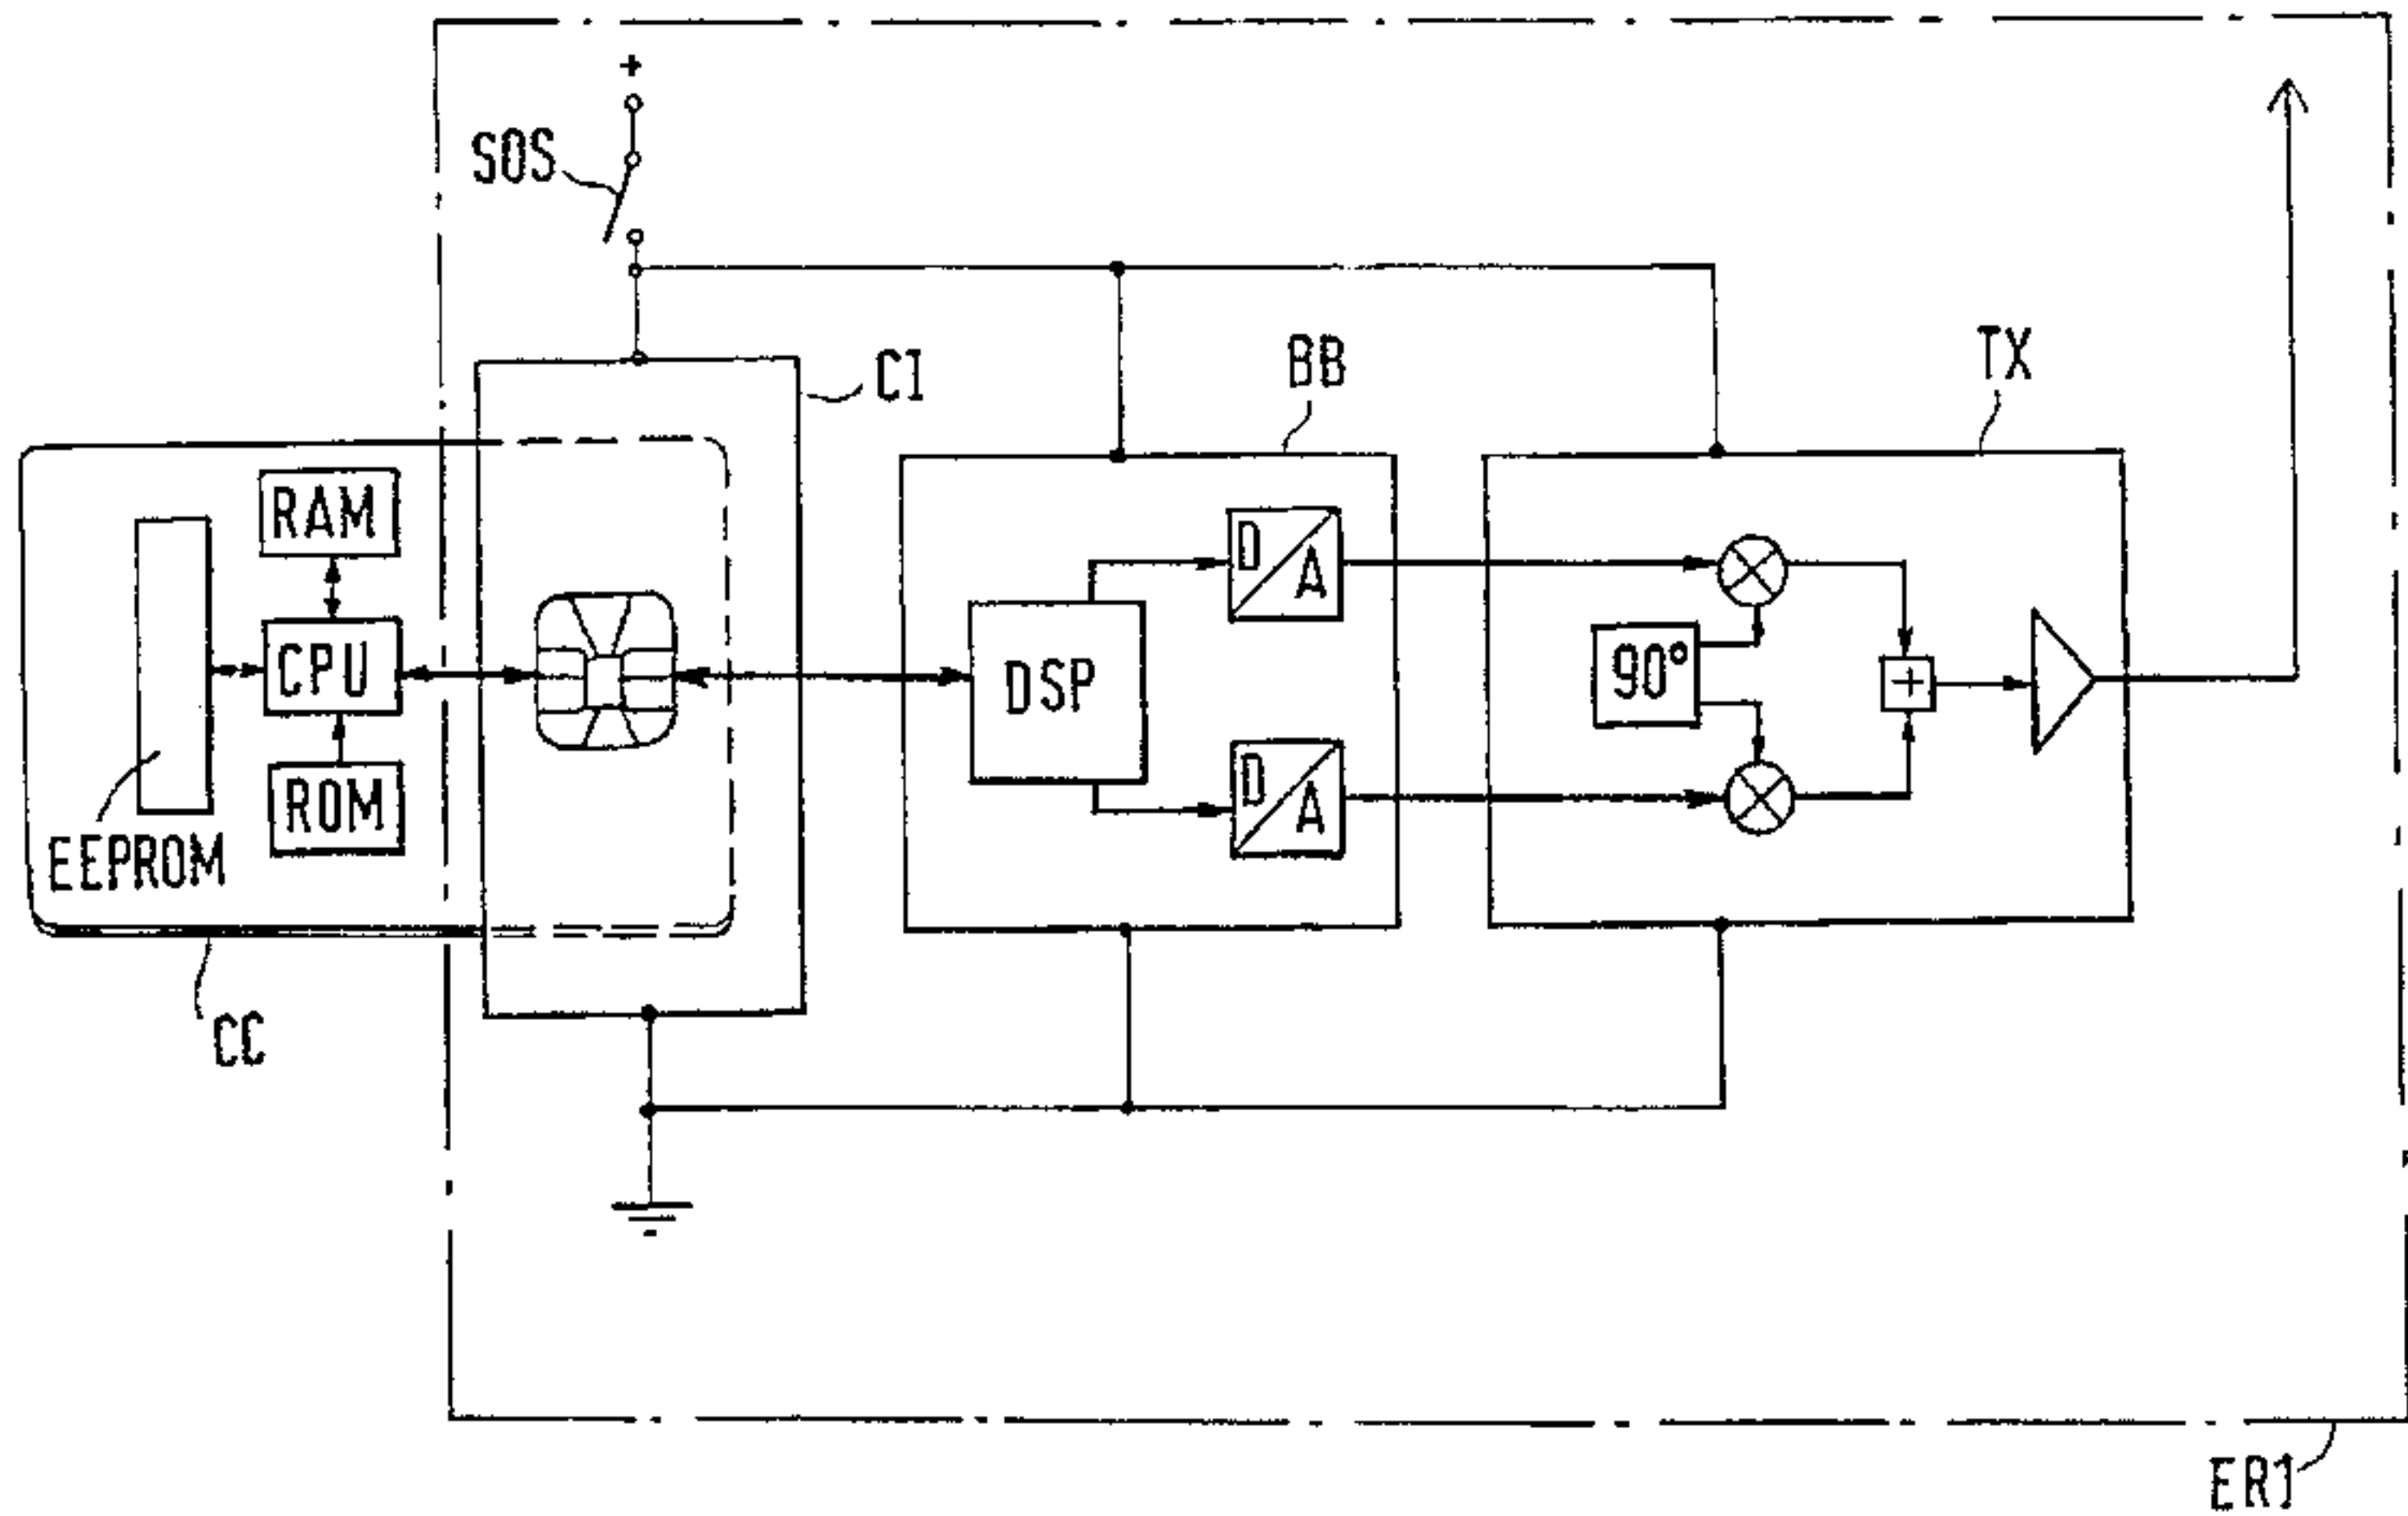 +
SOS
CI
BB
TX
RAM
CPU
ROM
EEPROM
CC
DSP
D
A
D
A
90°
+
ER1